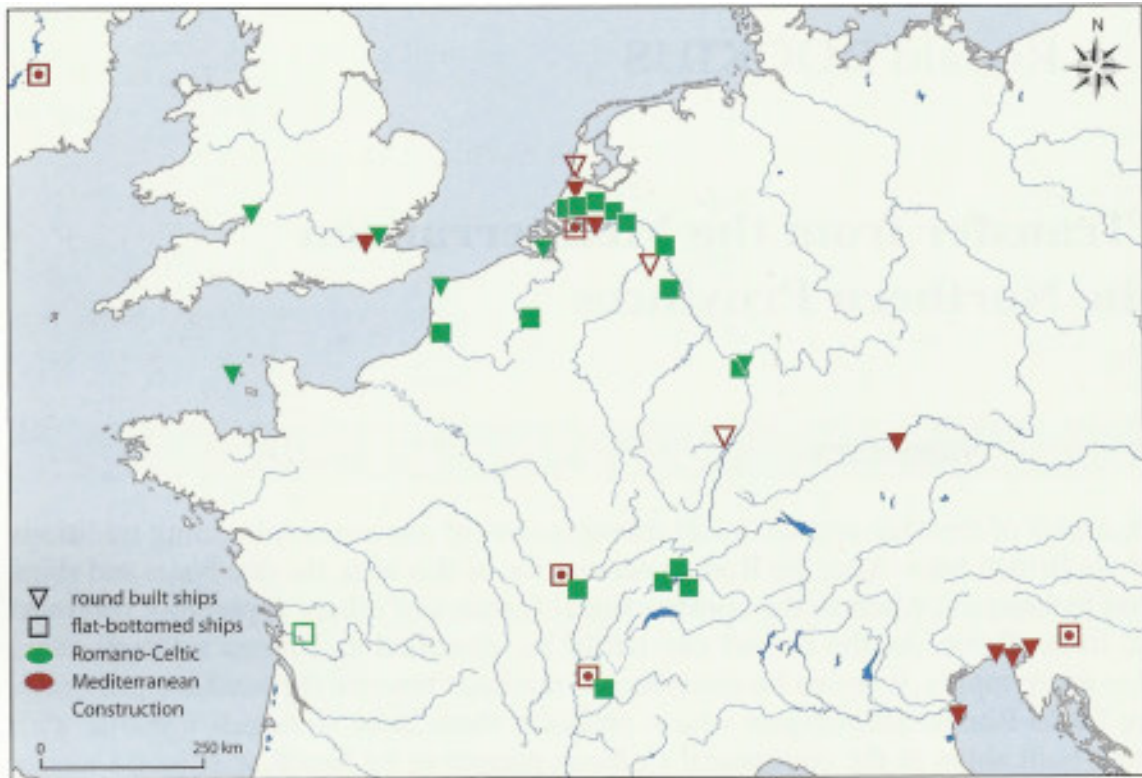 N
round built ships
flat-bottomed ships
Romano-Celtic
Mediterranean
Construction
0
250 km